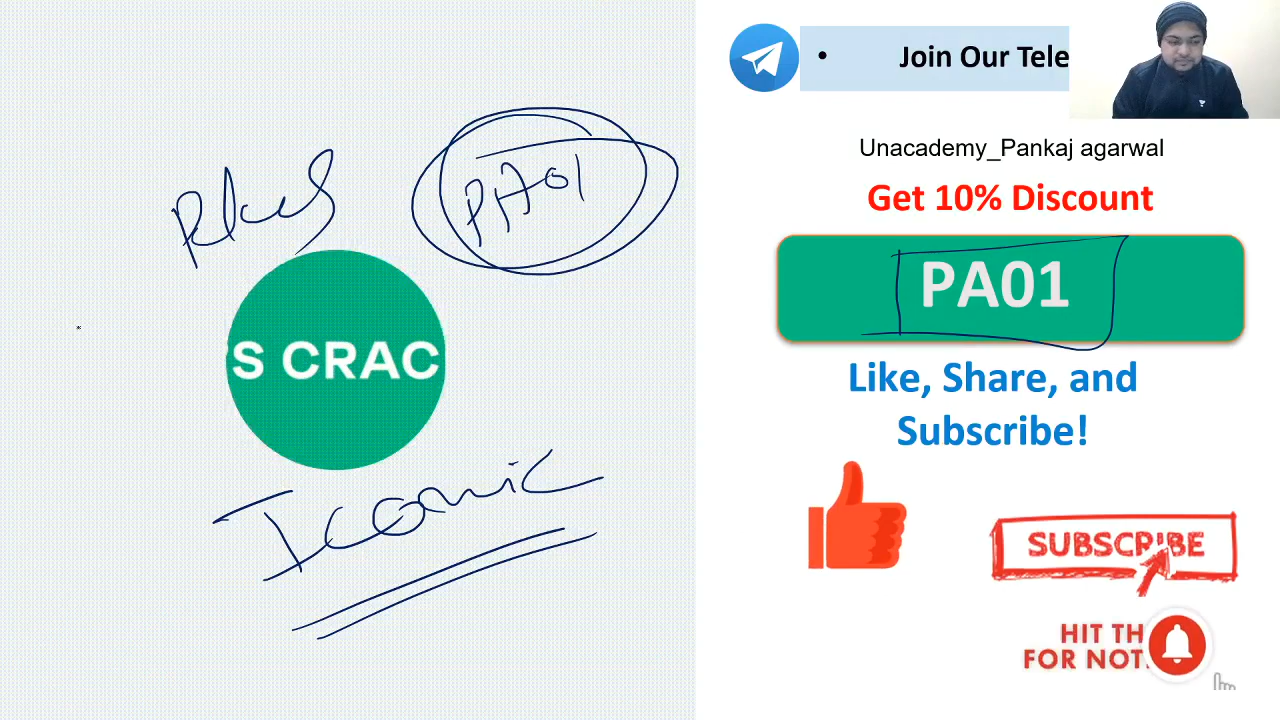 Plus
PA01
S CRAC
Iconic
• Join Our Tele
Unacademy_Pankaj agarwal
Get 10% Discount
PA01
Like, Share, and
Subscribe!
SUBSCRIBE
HIT TH
FOR NOT